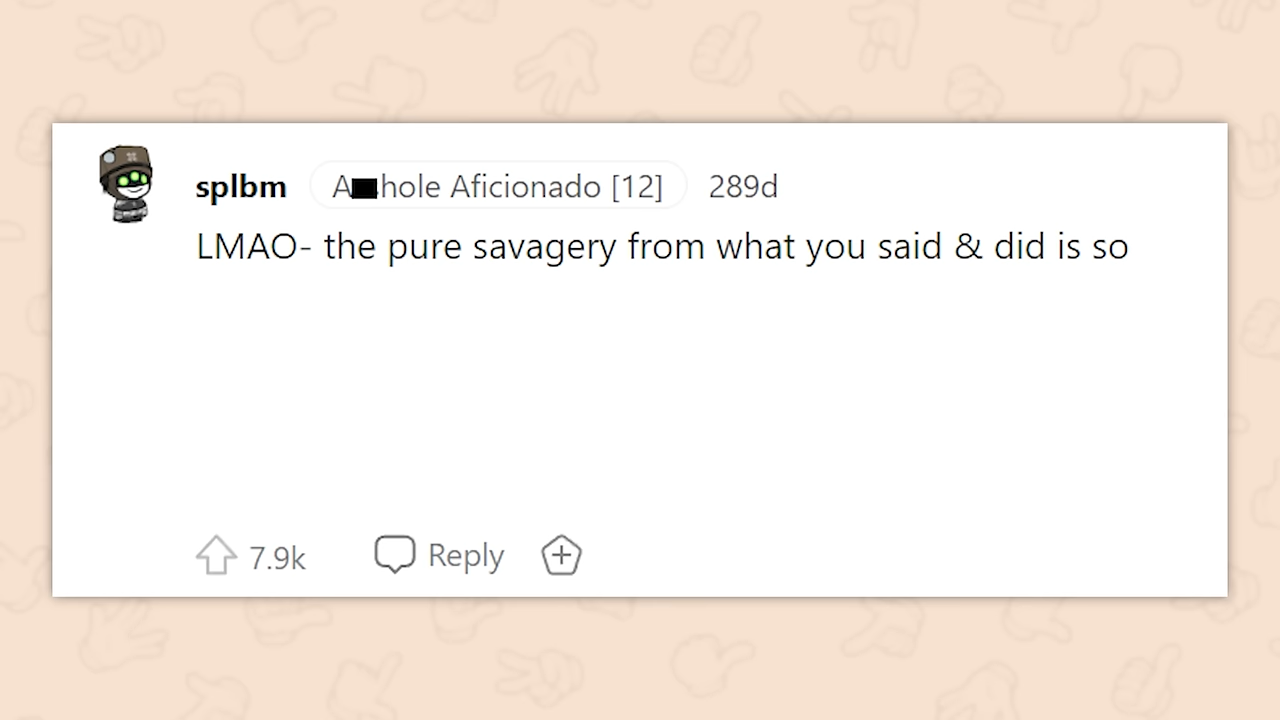 splbm A■hole Aficionado [12] 289d
LMAO- the pure savagery from what you said & did is so
7.9k Reply